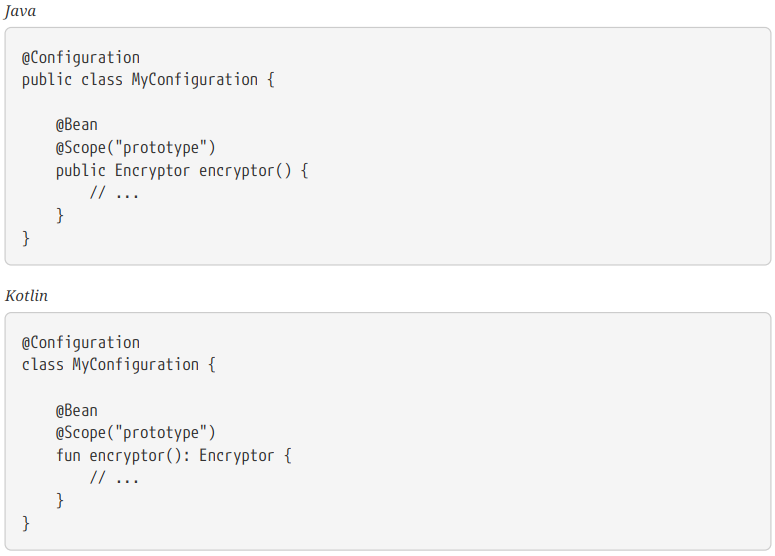 Java
@Configuration
public class MyConfiguration {
    @Bean
    @Scope("prototype")
    public Encryptor encryptor() {
        // ...
    }
}
Kotlin
@Configuration
class MyConfiguration {
    @Bean
    @Scope("prototype")
    fun encryptor(): Encryptor {
        // ...
    }
}